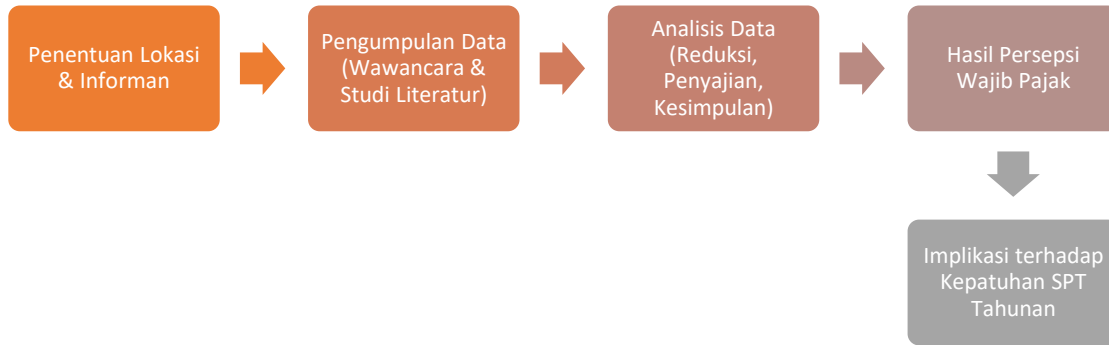 Penentuan Lokasi
& Informan
Pengumpulan Data
(Wawancara &
Studi Literatur)
Analisis Data
(Reduksi,
Penyajian,
Kesimpulan)
Hasil Persepsi
Wajib Pajak
Implikasi terhadap
Kepatuhan SPT
Tahunan